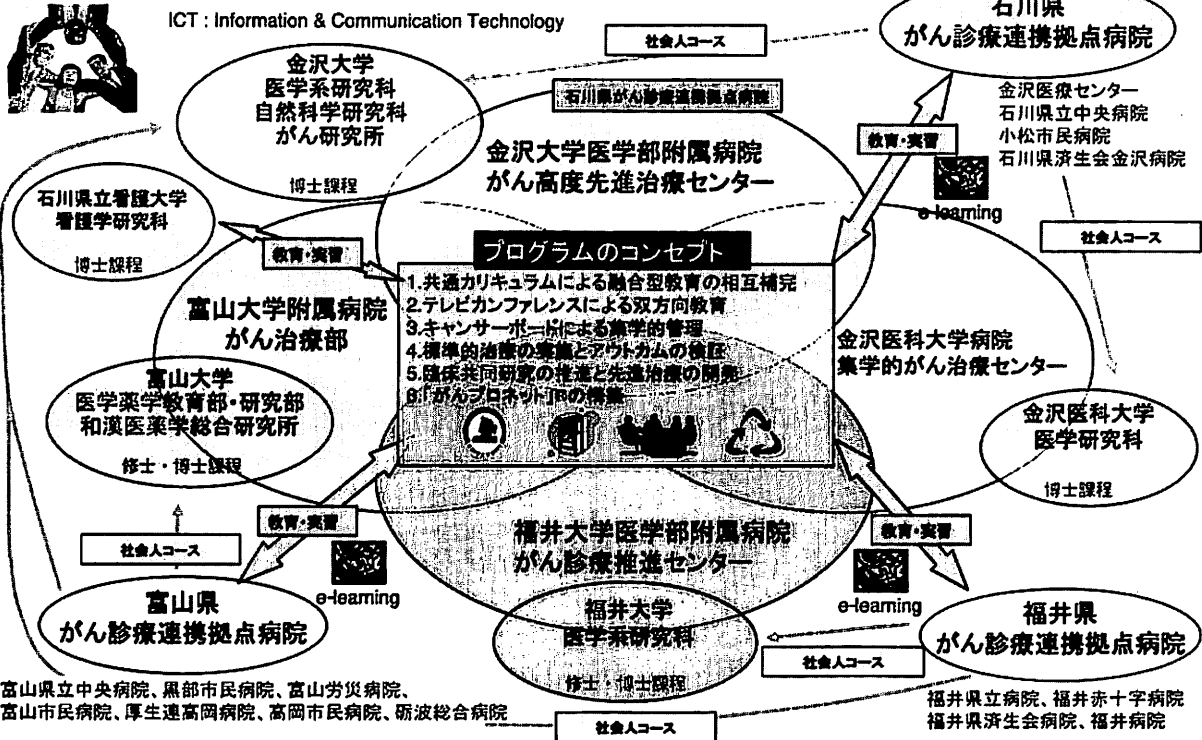 ICT : Information & Communication Technology
石川県
がん診療連携拠点病院
社会人コース
金沢大学
医学系研究科
自然科学研究科
がん研究所
博士課程
石川県がん診療連携拠点病院
金沢大学医学部附属病院
がん高度先進治療センター
教育・実習
e-learning
金沢医療センター
石川県立中央病院
小松市民病院
石川県済生会金沢病院
社会人コース
石川県立看護大学
看護学研究科
博士課程
教育・実習
プログラムのコンセプト
1.共通カリキュラムによる融合型教育の相互補完
2.テレビカンファレンスによる双方向教育
3.キャンサーボードによる集学的管理
4.標準的治療の実施とアウトカムの検証
5.臨床共同研究の推進と先進治療の開発
6.「がんプロネット」Rの構築
富山大学附属病院
がん治療部
富山大学
医学薬学教育部・研究部
和漢医薬学総合研究所
修士・博士課程
金沢医科大学病院
集学的がん治療センター
金沢医科大学
医学研究科
博士課程
教育・実習
e-learning
社会人コース
富山県
がん診療連携拠点病院
福井大学医学部附属病院
がん診療推進センター
福井大学
医学系研究科
修士・博士課程
教育・実習
e-learning
福井県
がん診療連携拠点病院
社会人コース
富山県立中央病院、黒部市民病院、富山労災病院、
富山市民病院、厚生連高岡病院、高岡市民病院、砺波総合病院
社会人コース
福井県立病院、福井赤十字病院
福井県済生会病院、福井病院